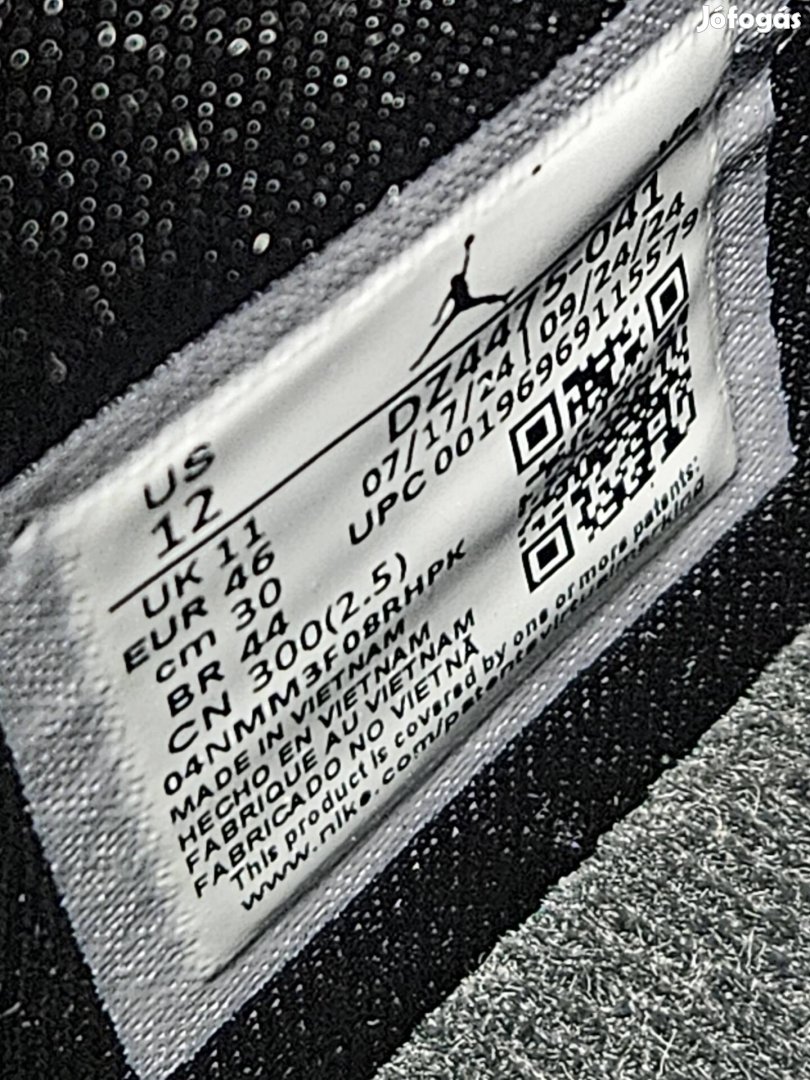 Jófogás
US
12
UK 11
EUR 46
cm 30
BR 44
CN 300(2.5)
04NMM3F08RHPK
MADE IN VIETNAM
HECHO EN VIETNAM
FABRIQUÉ AU VIETNAM
FABRICADO NO VIETNÃ
This product is covered by one or more patents:
www.nike.com/patentsvirtualmarking
DZ4475-041
07/17/24 | 09/24/24
UPC 00196969115579